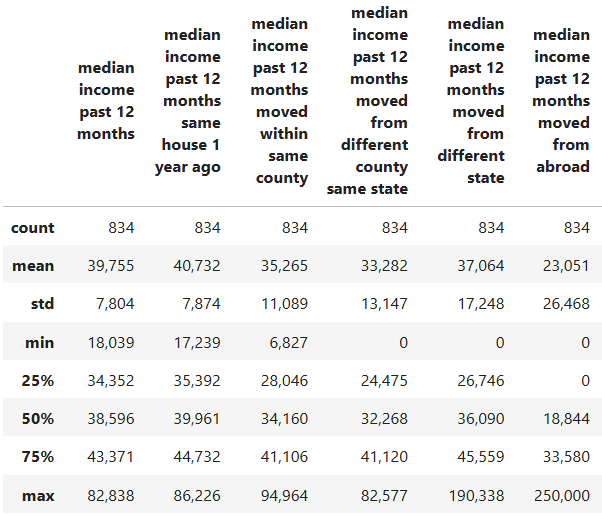 median income past 12 months
median income past 12 months same house 1 year ago
median income past 12 months moved within same county
median income past 12 months moved from different county same state
median income past 12 months moved from different state
median income past 12 months moved from abroad
count 834 834 834 834 834 834
mean 39,755 40,732 35,265 33,282 37,064 23,051
std 7,804 7,874 11,089 13,147 17,248 26,468
min 18,039 17,239 6,827 0 0 0
25% 34,352 35,392 28,046 24,475 26,746 0
50% 38,596 39,961 34,160 32,268 36,090 18,844
75% 43,371 44,732 41,106 41,120 45,559 33,580
max 82,838 86,226 94,964 82,577 190,338 250,000